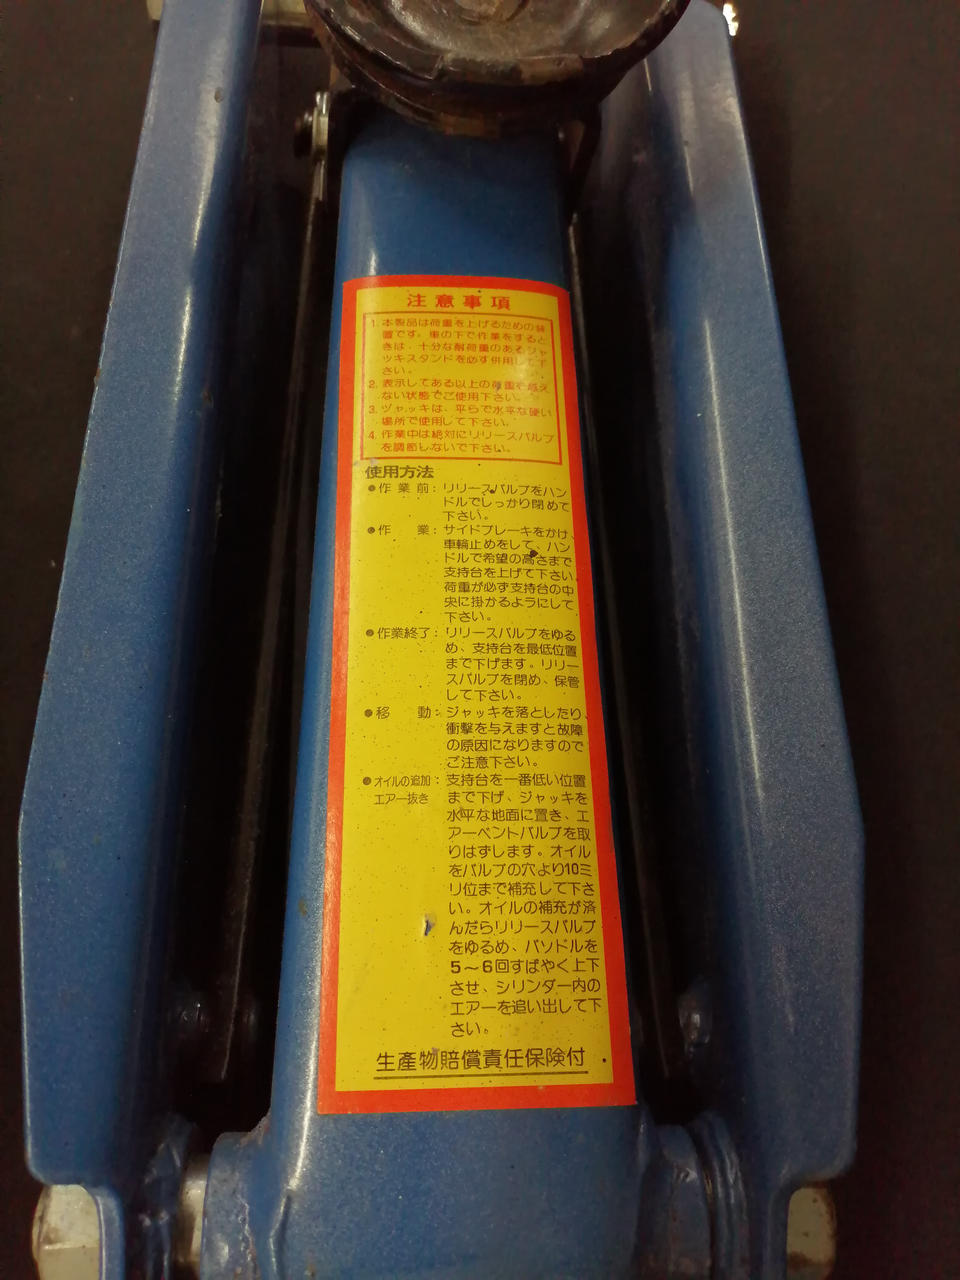 注意事項
1. 本製品は荷重を上げるための装
置です。車の下で作業をすると
きは、十分な耐荷重のあるジャ
ッキスタンドを必ず併用して下
さい。
2. 表示してある以上の荷重を与え
ない状態でご使用下さい。
3. ヅャッキは、平らで水平な硬い
場所で使用して下さい。
4. 作業中は絶対にリリースバルブ
を調節しないで下さい。
使用方法
●作業前：リリースバルブをハン
ドルでしっかり閉めて
下さい。
●作　業：サイドブレーキをかけ、
車輪止めをして、ハン
ドルで希望の高さまで
支持台を上げて下さい
荷重が必ず支持台の中
央に掛かるようにして
下さい。
●作業終了：リリースバルブをゆる
め、支持台を最低位置
まで下げます。リリー
スバルブを閉め、保管
して下さい。
●移　動：ジャッキを落としたり、
衝撃を与えますと故障
の原因になりますので
ご注意下さい。
●オイルの追加：支持台を一番低い位置
エアー抜き　まで下げ、ジャッキを
水平な地面に置き、エ
アーベントバルブを取
りはずします。オイル
をバルブの穴より10ミ
リ位まで補充して下さ
い。オイルの補充が済
んだらリリースバルブ
をゆるめ、バソドルを
5〜6回すばやく上下
させ、シリンダー内の
エアーを追い出して下
さい。
生産物賠償責任保険付